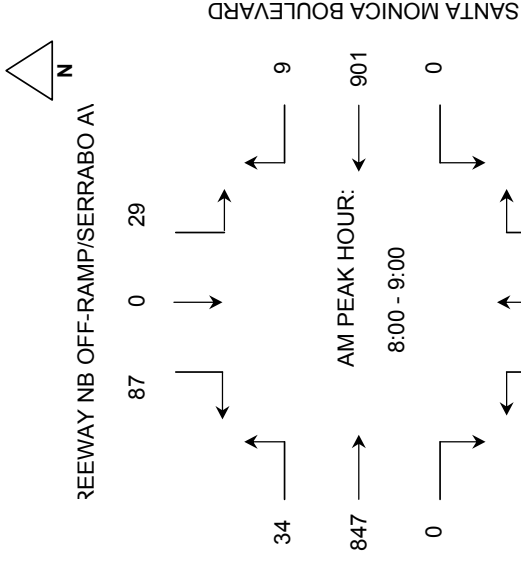 SANTA MONICA BOULEVARD
N
REEWAY NB OFF-RAMP/SERRABO A
87 0 29
34 9
847 AM PEAK HOUR: 901
8:00 - 9:00
0 0